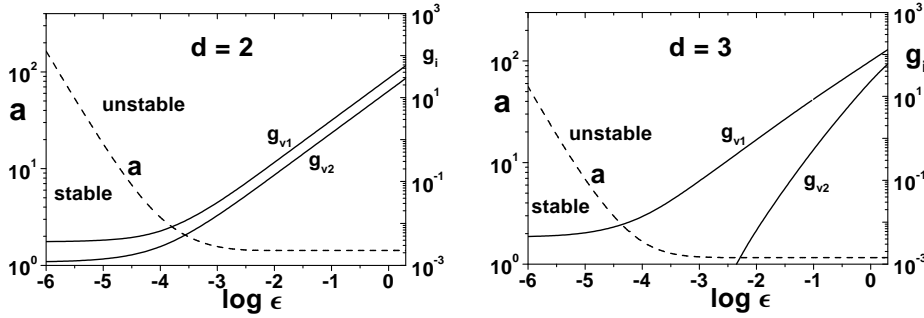 d = 2
10^3
10^2
g_i
10^1
a
unstable
g_v1
10^-1
g_v2
10^1
a
stable
10^-1
10^0
10^-3
-6 -5 -4 -3 -2 -1 0
log ϵ
d = 3
10^3
10^2
g_i
10^1
a
unstable
g_v1
10^1
a
10^-1
stable
g_v2
10^0
10^-3
-6 -5 -4 -3 -2 -1 0
log ϵ